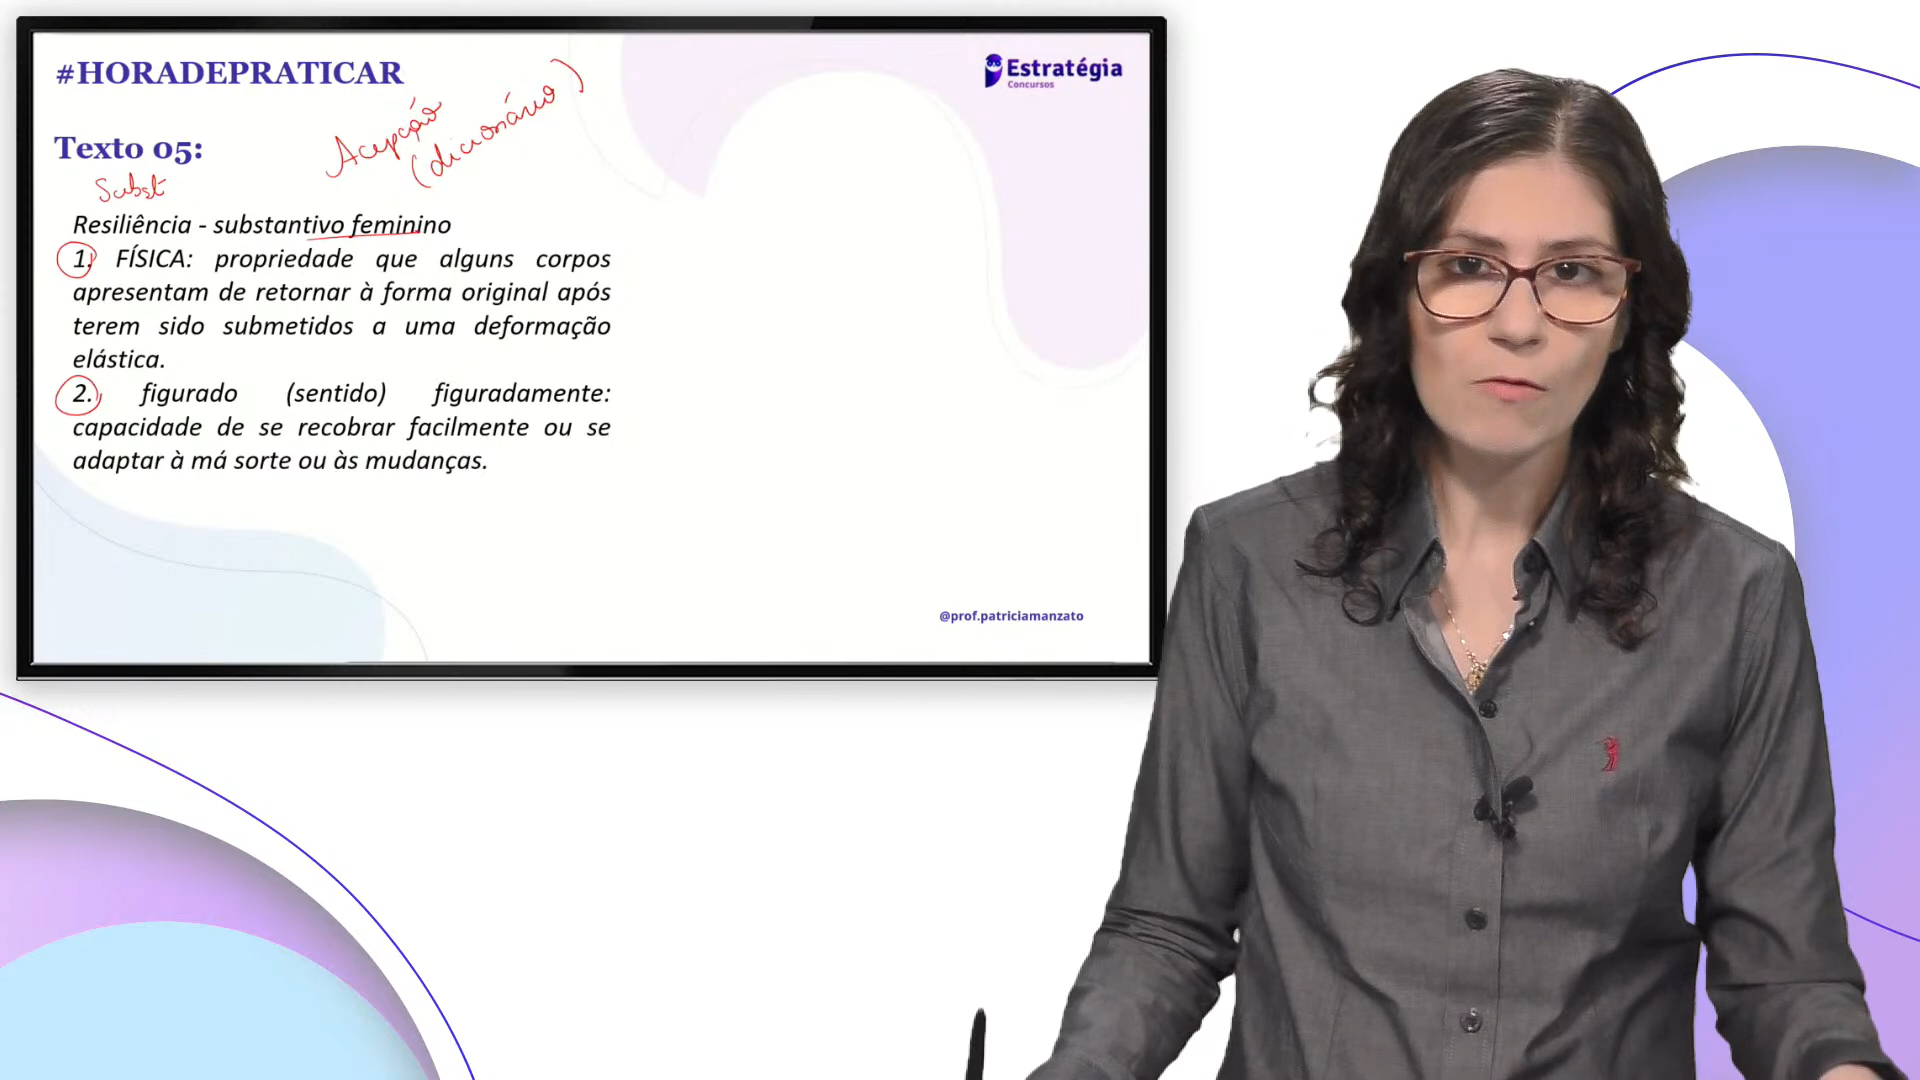 #HORADEPRATICAR
Estratégia
Concursos
Acepção
(dicionário)
Texto 05:
Subst
Resiliência - substantivo feminino
1. FÍSICA: propriedade que alguns corpos
apresentam de retornar à forma original após
terem sido submetidos a uma deformação
elástica.
2. figurado (sentido) figuradamente:
capacidade de se recobrar facilmente ou se
adaptar à má sorte ou às mudanças.
@prof.patriciamanzato